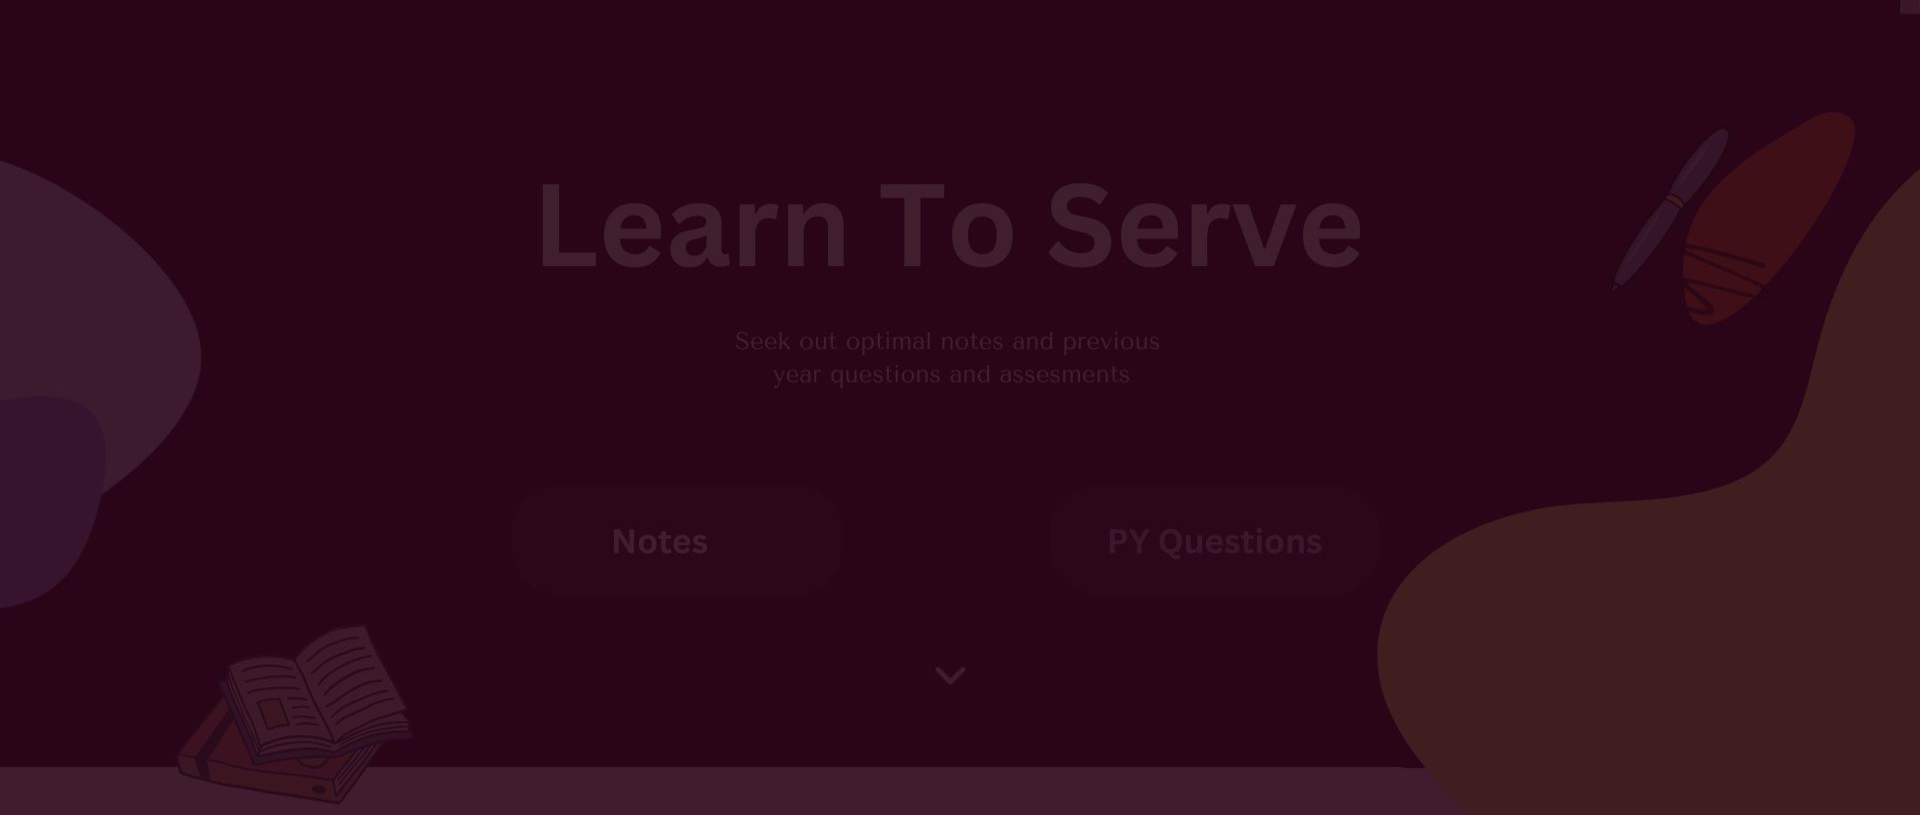 Learn To Serve
Seek out optimal notes and previous
year questions and assesments
Notes
PY Questions